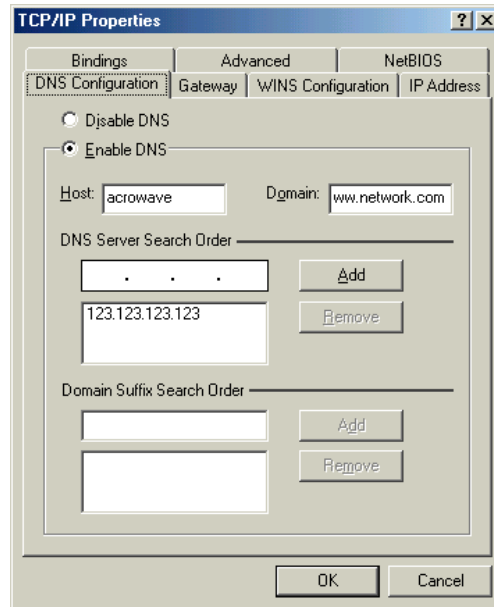 TCP/IP Properties
? ×
Bindings Advanced NetBIOS
DNS Configuration Gateway WINS Configuration IP Address
Disable DNS
Enable DNS
Host: acrowave Domain: ww.network.com
DNS Server Search Order
. . . Add
123.123.123.123 Remove
Domain Suffix Search Order
Add
Remove
OK Cancel